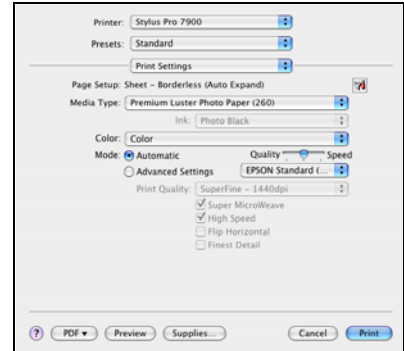 Printer: Stylus Pro 7900
Presets: Standard
Print Settings
Page Setup: Sheet - Borderless (Auto Expand)
Media Type: Premium Luster Photo Paper (260)
Ink: Photo Black
Color: Color
Mode: Automatic Quality Speed
Advanced Settings EPSON Standard (...
Print Quality: SuperFine - 1440dpi
Super MicroWeave
High Speed
Flip Horizontal
Finest Detail
? PDF ▾ Preview Supplies... Cancel Print